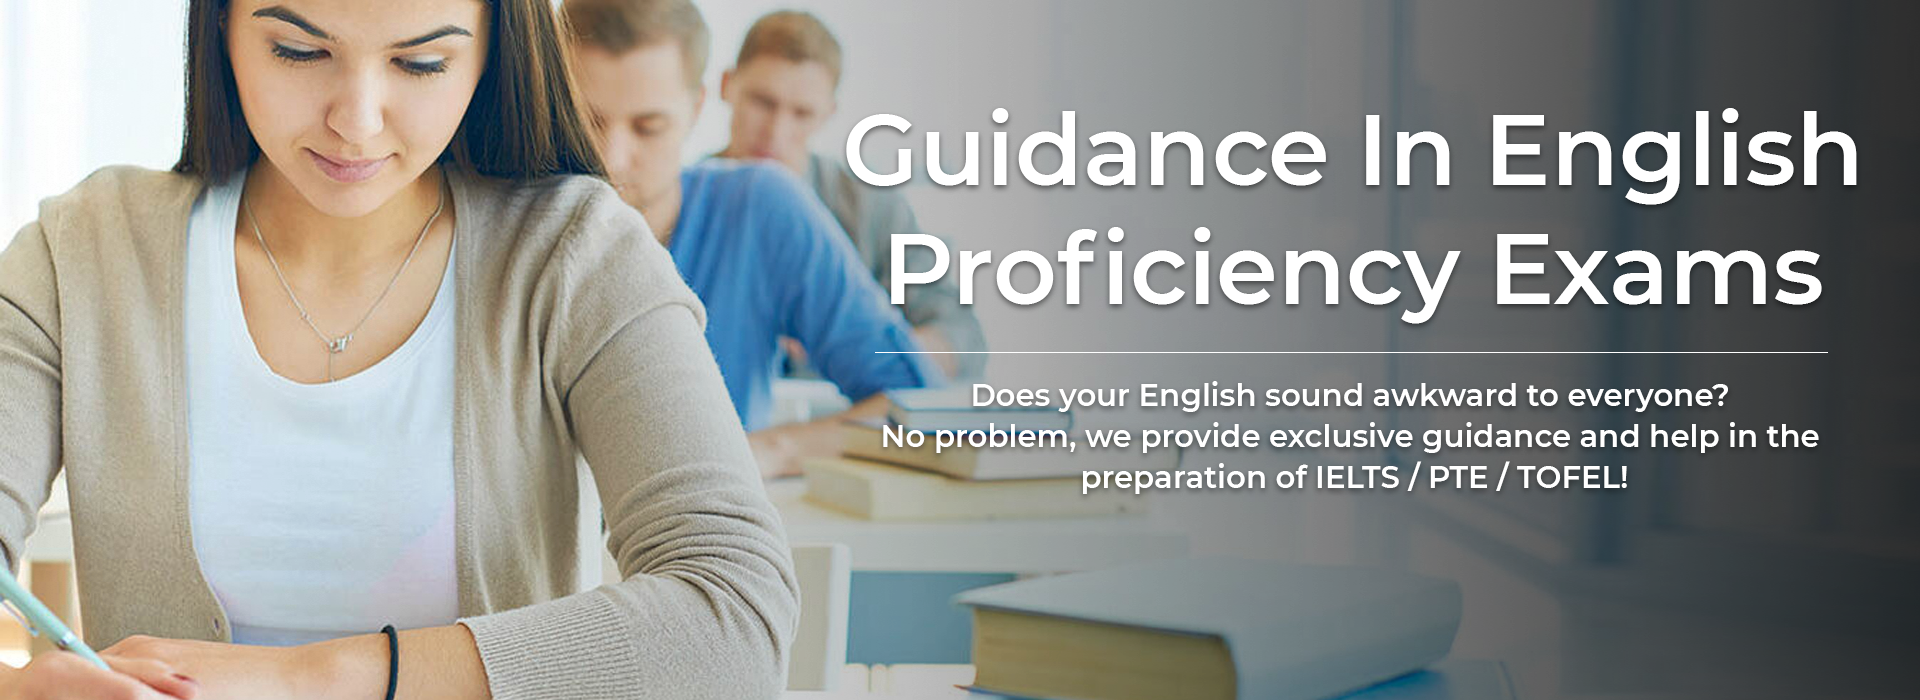 Guidance In English
Proficiency Exams
Does your English sound awkward to everyone?
No problem, we provide exclusive guidance and help in the
preparation of IELTS / PTE / TOFEL!